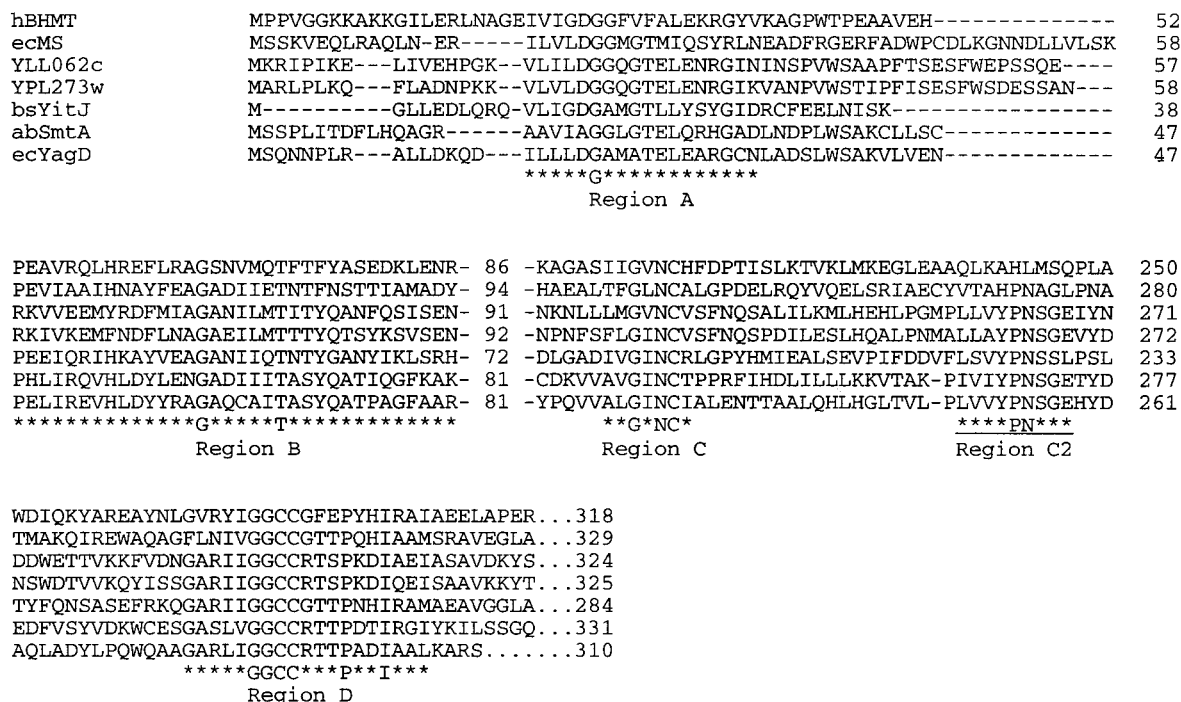 hBHMT MPPVGGKKAKKGILERLNAGEIVIGDGGFVFALEKRGYVKAGPWTPEAAVEH-------------- 52
ecMS MSSKVEQLRAQLN-ER-----ILVLDGGMGTMIQSYRLNEADFRGERFADWPCDLKGNNDLLVLSK 58
YLL062c MKRIPIKE---LIVEHPGK--VLILDGGQGTELENRGININSPVWSAAPFTSESFWEPSSQE---- 57
YPL273w MARLPLKQ---FLADNPKK--VLVLDGGQGTELENRGIKVANPVWSTIPFISESFWSDESSAN--- 58
bsYitJ M----------GLLEDLQRQ-VLIGDGAMGTLLYSYGIDRCFEELNISK----------------- 38
abSmtA MSSPLITDFLHQAGR------AAVIAGGLGTELQRHGADLNDPLWSAKCLLSC------------- 47
ecYagD MSQNNPLR---ALLDKQD---ILLLDGAMATELEARGCNLADSLWSAKVLVEN------------- 47
*****G************
Region A
PEAVRQLHREFLRAGSNVMQTFTFYASEDKLENR- 86 -KAGASIIGVNCHFDPTISLKTVKLMKEGLEAAQLKAHLMSQPLA 250
PEVIAAIHNAYFEAGADIIETNTFNSTTIAMADY- 94 -HAEALTFGLNCALGPDELRQYVQELSRIAECYVTAHPNAGLPNA 280
RKVVEEMYRDFMIAGANILMTITYQANFQSISEN- 91 -NKNLLLMGVNCVSFNQSALILKMLHEHLPGMPLLVYPNSGEIYN 271
RKIVKEMFNDFLNAGAEILMTTTYQTSYKSVSEN- 92 -NPNFSFLGINCVSFNQSPDILESLHQALPNMALLAYPNSGEVYD 272
PEEIQRIHKAYVEAGANIIQTNTYGANYIKLSRH- 72 -DLGADIVGINCRLGPYHMIEALSEVPIFDDVFLSVYPNSSLPSL 233
PHLIRQVHLDYLENGADIIITASYQATIQGFKAK- 81 -CDKVVAVGINCTPPRFIHDLILLLKKVTAK-PIVIYPNSGETYD 277
PELIREVHLDYYRAGAQCAITASYQATPAGFAAR- 81 -YPQVVALGINCIALENTTAALQHLHGLTVL-PLVVYPNSGEHYD 261
***************G*****T************* **G*NC* ****PN***
Region B Region C Region C2
WDIQKYAREAYNLGVRYIGGCCGFEPYHIRAIAEELAPER...318
TMAKQIREWAQAGFLNIVGGCCGTTPQHIAAMSRAVEGLA...329
DDWETTVKKFVDNGARIIGGCCRTSPKDIAEIASAVDKYS...324
NSWDTVVKQYISSGARIIGGCCRTSPKDIQEISAAVKKYT...325
TYFQNSASEFRKQGARIIGGCCGTTPNHIRAMAEAVGGLA...284
EDFVSYVDKWCESGASLVGGCCRTTPDTIRGIYKILSSGQ...331
AQLADYLPQWQAAGARLIGGCCRTTPADIAALKARS.......310
*****GGCC***P**I***
Region D